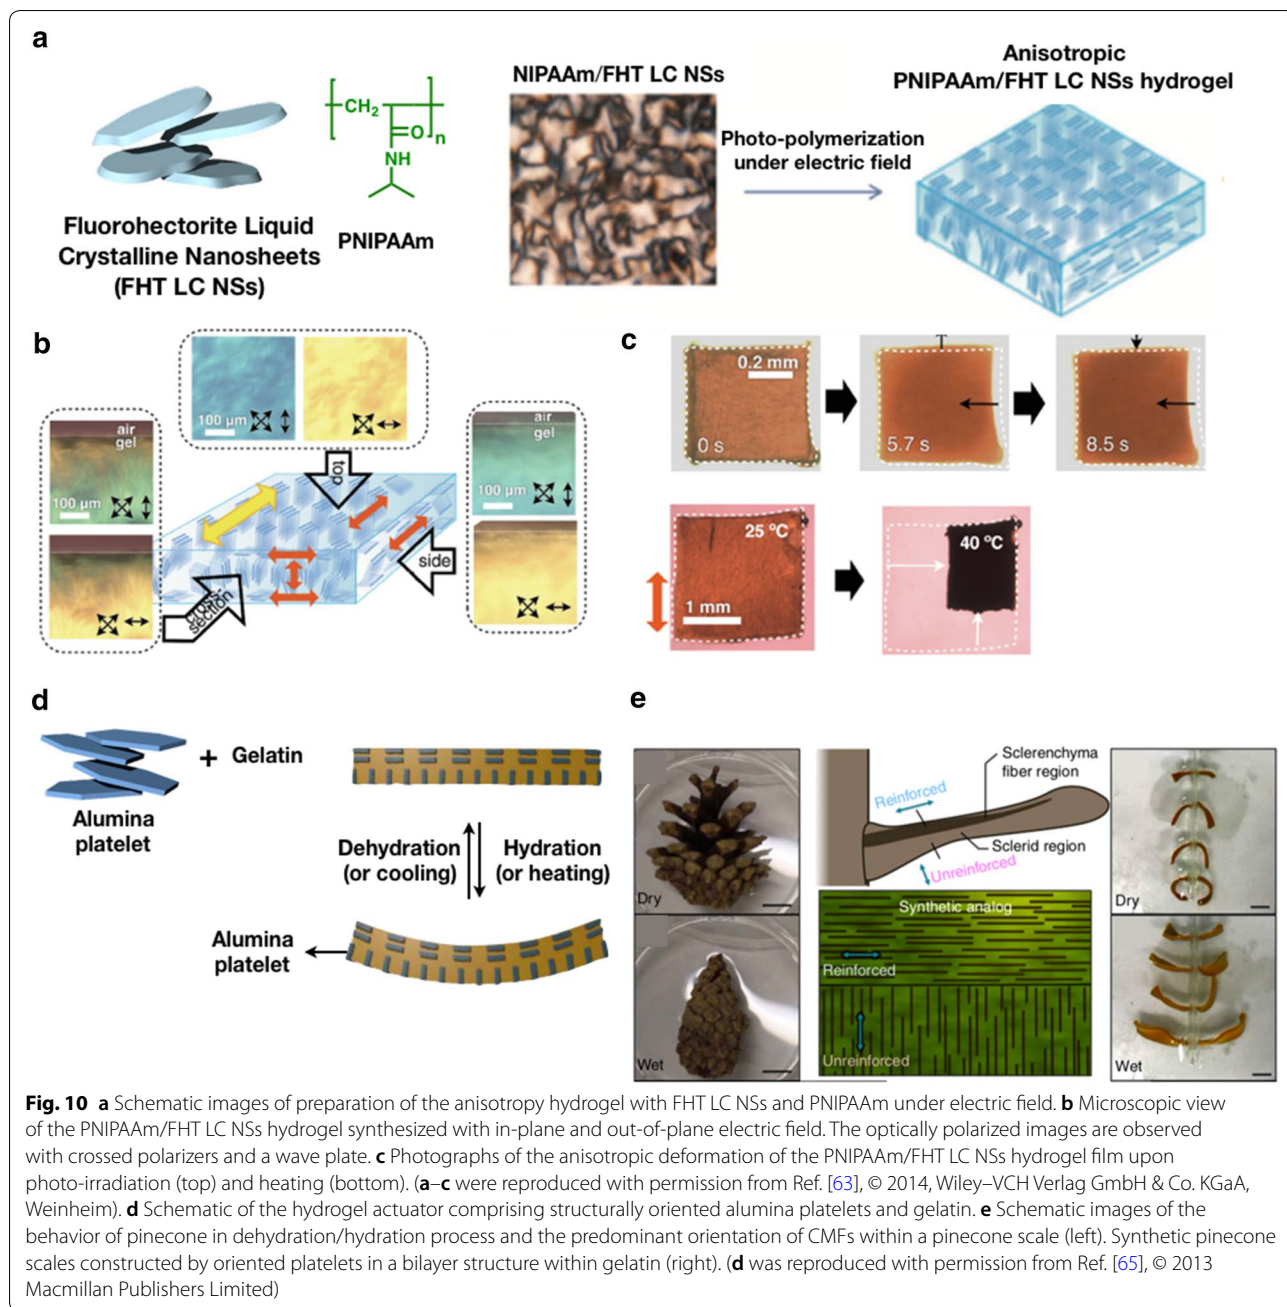 a
Fluorohectorite Liquid
Crystalline Nanosheets
(FHT LC NSs)
CH2
O
n
NH
PNIPAAm
NIPAAm/FHT LC NSs
Photo-polymerization
under electric field
Anisotropic
PNIPAAm/FHT LC NSs hydrogel
b
air
gel
100 µm
100 µm
top
air
gel
100 µm
side
cross-
section
c
0.2 mm
0 s
5.7 s
8.5 s
25 ºC
1 mm
40 ºC
d
+ Gelatin
Alumina
platelet
Dehydration
(or cooling)
Hydration
(or heating)
Alumina
platelet
e
Dry
Wet
Sclerenchyma
fiber region
Reinforced
Sclerid region
Unreinforced
Synthetic analog
Reinforced
Unreinforced
Dry
Wet
Fig. 10 a Schematic images of preparation of the anisotropy hydrogel with FHT LC NSs and PNIPAAm under electric field. b Microscopic view
of the PNIPAAm/FHT LC NSs hydrogel synthesized with in-plane and out-of-plane electric field. The optically polarized images are observed
with crossed polarizers and a wave plate. c Photographs of the anisotropic deformation of the PNIPAAm/FHT LC NSs hydrogel film upon
photo-irradiation (top) and heating (bottom). (a–c were reproduced with permission from Ref. [63], © 2014, Wiley–VCH Verlag GmbH & Co. KGaA,
Weinheim). d Schematic of the hydrogel actuator comprising structurally oriented alumina platelets and gelatin. e Schematic images of the
behavior of pinecone in dehydration/hydration process and the predominant orientation of CMFs within a pinecone scale (left). Synthetic pinecone
scales constructed by oriented platelets in a bilayer structure within gelatin (right). (d was reproduced with permission from Ref. [65], © 2013
Macmillan Publishers Limited)